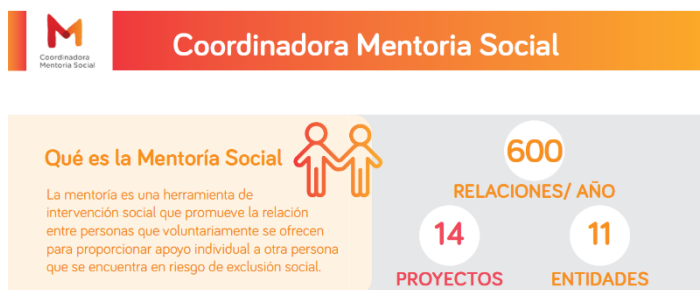 Coordinadora
Mentoria Social
Coordinadora Mentoria Social
Qué es la Mentoría Social
La mentoría es una herramienta de
intervención social que promueve la relación
entre personas que voluntariamente se ofrecen
para proporcionar apoyo individual a otra persona
que se encuentra en riesgo de exclusión social.
600
RELACIONES/ AÑO
14
PROYECTOS
11
ENTIDADES